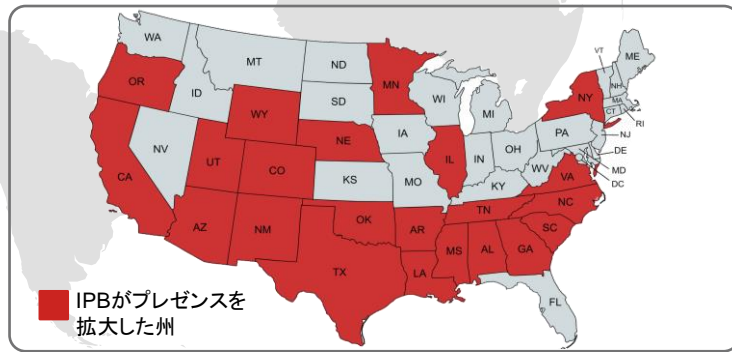 WA
MT
ND
MN
VT
ME
OR
ID
SD
WI
MI
NY
NH
MA
CT
RI
WY
NE
IA
PA
NJ
NV
UT
CO
IL
IN
OH
DE
MD
DC
CA
KS
MO
KY
WV
VA
AZ
NM
OK
AR
TN
NC
SC
TX
LA
MS
AL
GA
FL
IPBがプレゼンスを
拡大した州